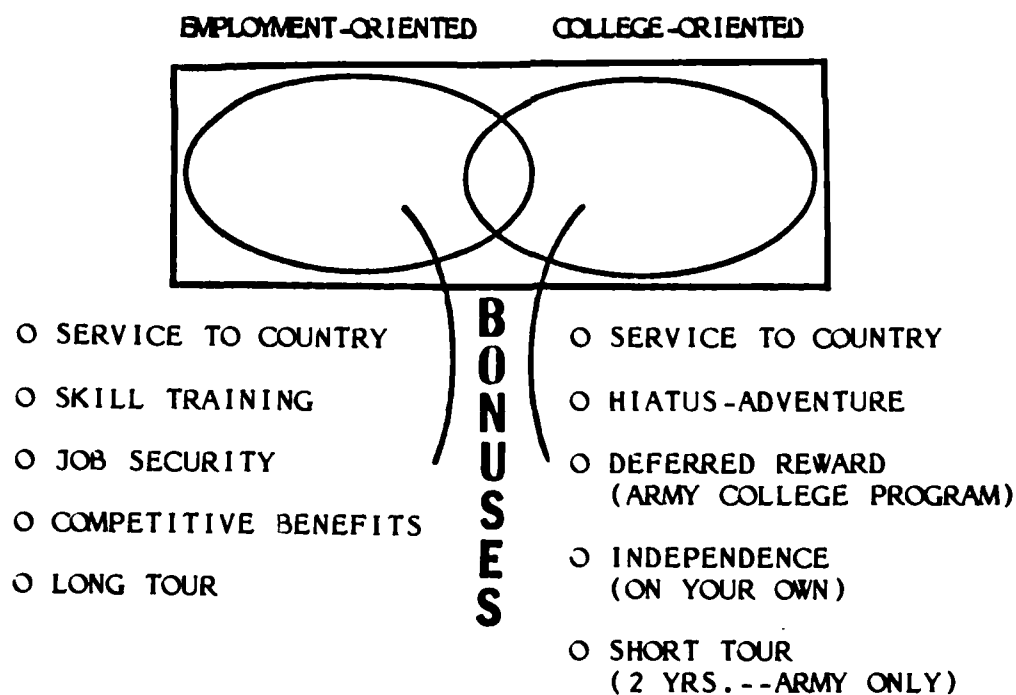 EMPLOYMENT-ORIENTED COLLEGE-ORIENTED
O SERVICE TO COUNTRY
O SKILL TRAINING
O JOB SECURITY
O COMPETITIVE BENEFITS
O LONG TOUR
BONUSES
O SERVICE TO COUNTRY
O HIATUS-ADVENTURE
O DEFERRED REWARD
(ARMY COLLEGE PROGRAM)
O INDEPENDENCE
(ON YOUR OWN)
O SHORT TOUR
(2 YRS.--ARMY ONLY)